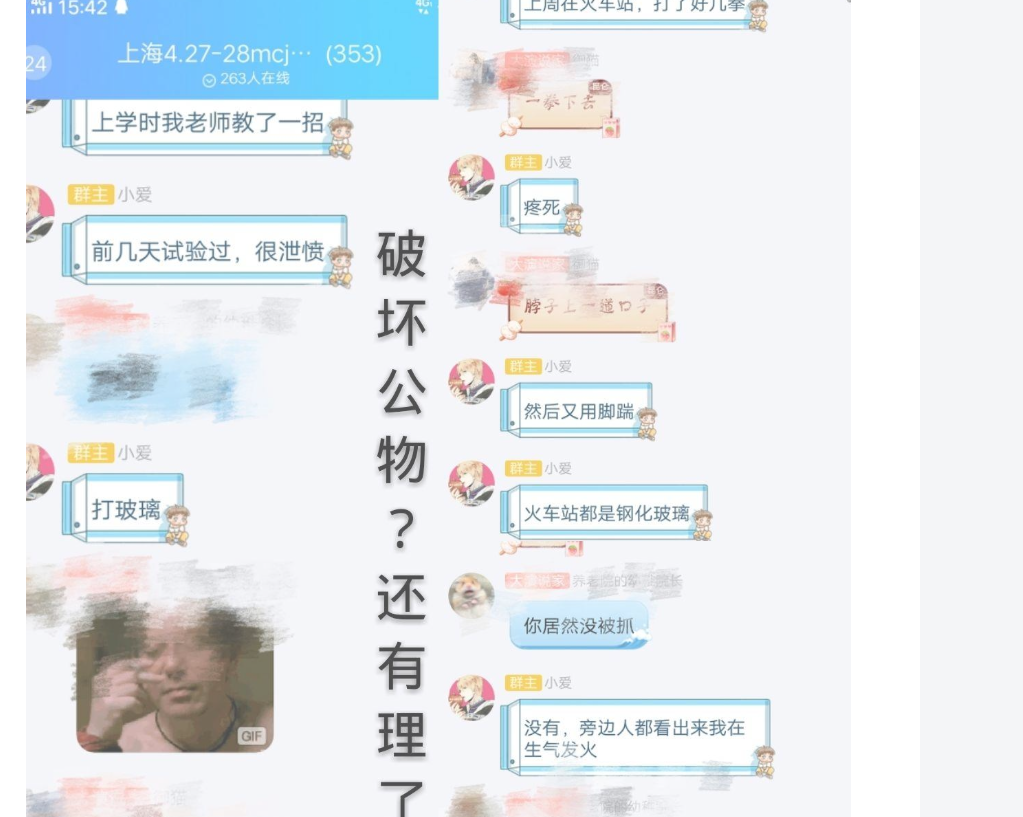 15:42
4G
24
上海4.27-28mcj… (353)
263人在线
上学时我老师教了一招
群主 小爱
前几天试验过，很泄愤
群主 小爱
打玻璃
GIF
破坏公物？还有理了
上周在火车站，打了好几拳
一拳下去
群主 小爱
疼死
脖子上一道口子
群主 小爱
然后又用脚踹
群主 小爱
火车站都是钢化玻璃
你居然没被抓
群主 小爱
没有，旁边人都看出来我在
生气发火